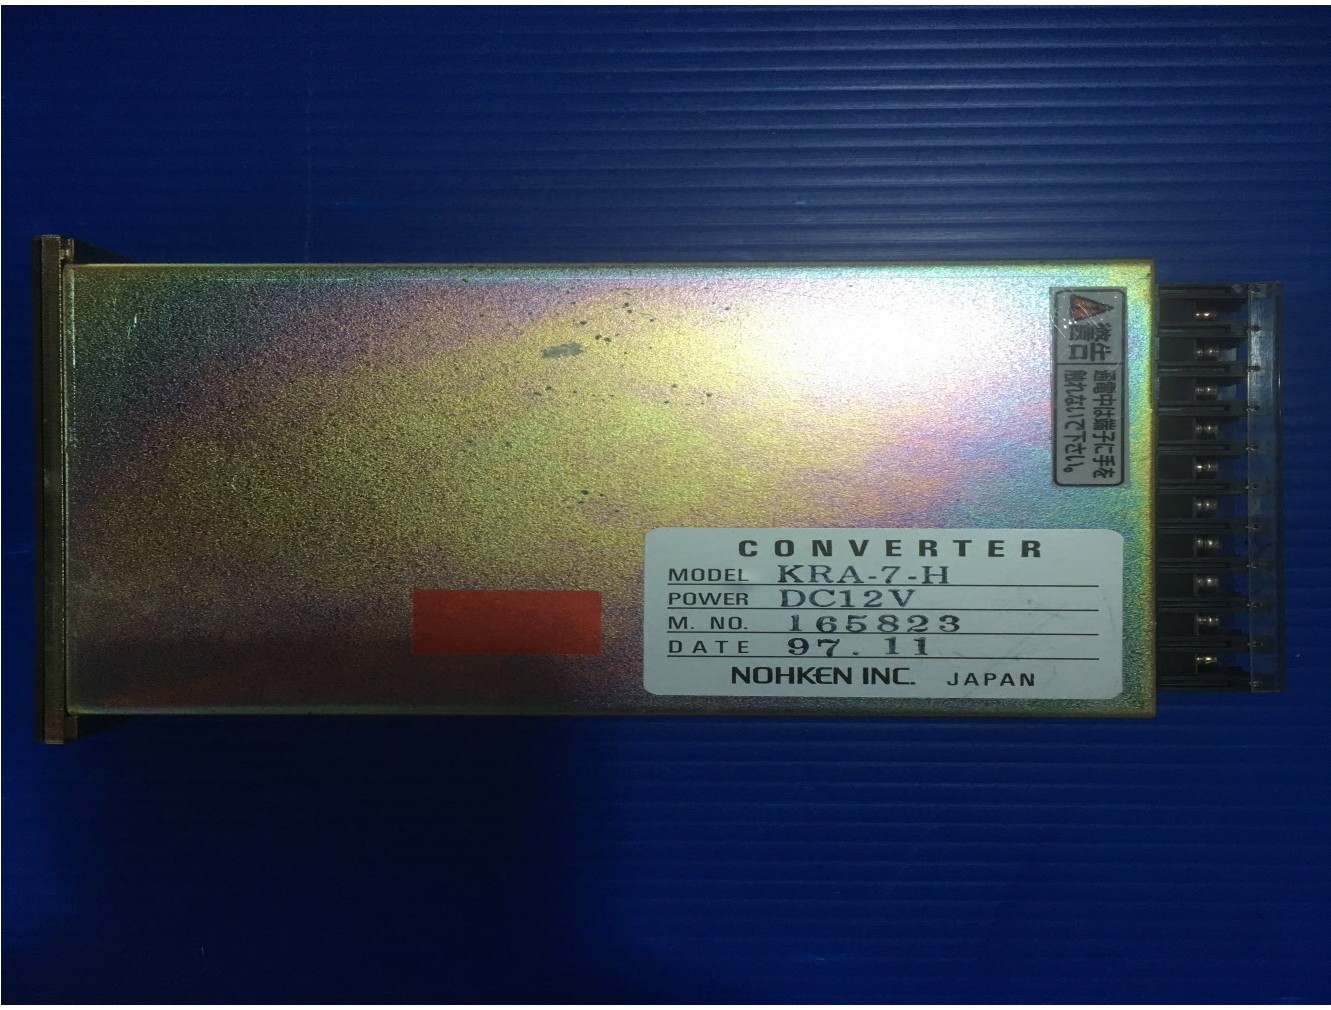 警告
通電中は端子に手を
触れないで下さい。
CONVERTER
MODEL KRA-7-H
POWER DC12V
M. NO. 165823
DATE 97.11
NOHKEN INC. JAPAN